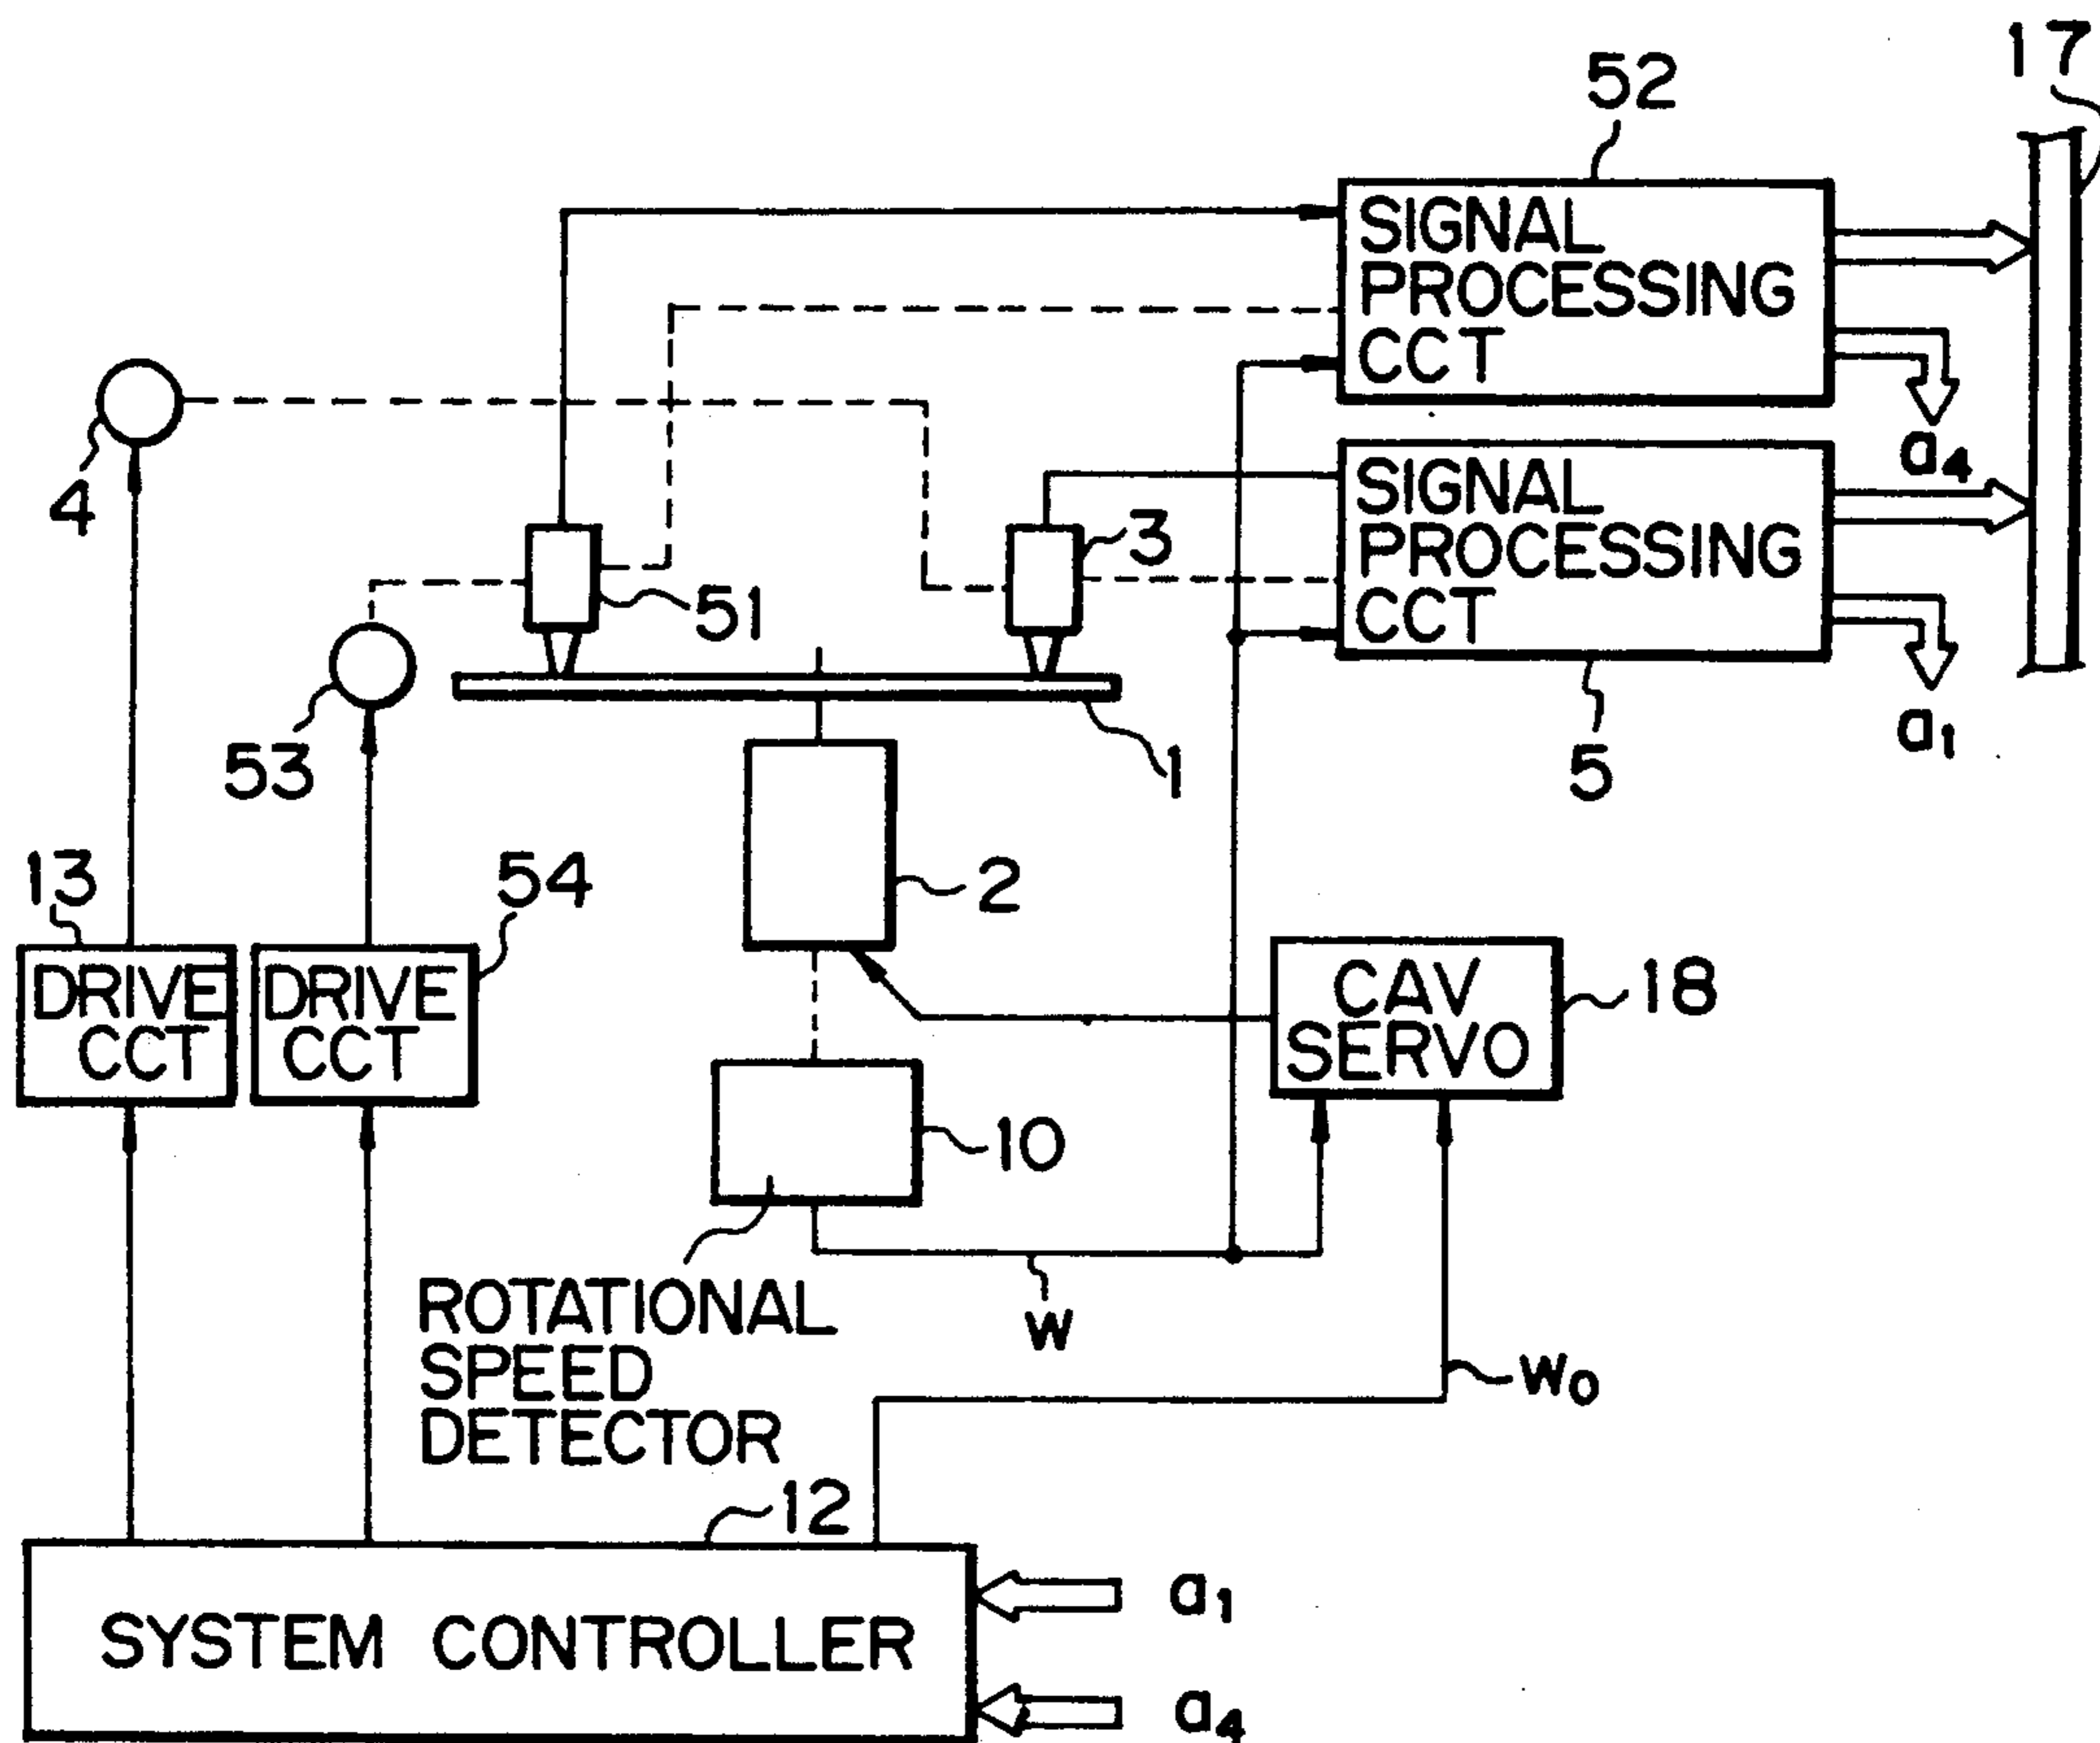 17
52
SIGNAL
PROCESSING
CCT
a4
4
3
SIGNAL
PROCESSING
CCT
51
53
1
5
a1
13
54
2
DRIVE
CCT
DRIVE
CCT
CAV
SERVO
18
10
ROTATIONAL
SPEED
DETECTOR
w
wo
12
SYSTEM CONTROLLER
a1
a4